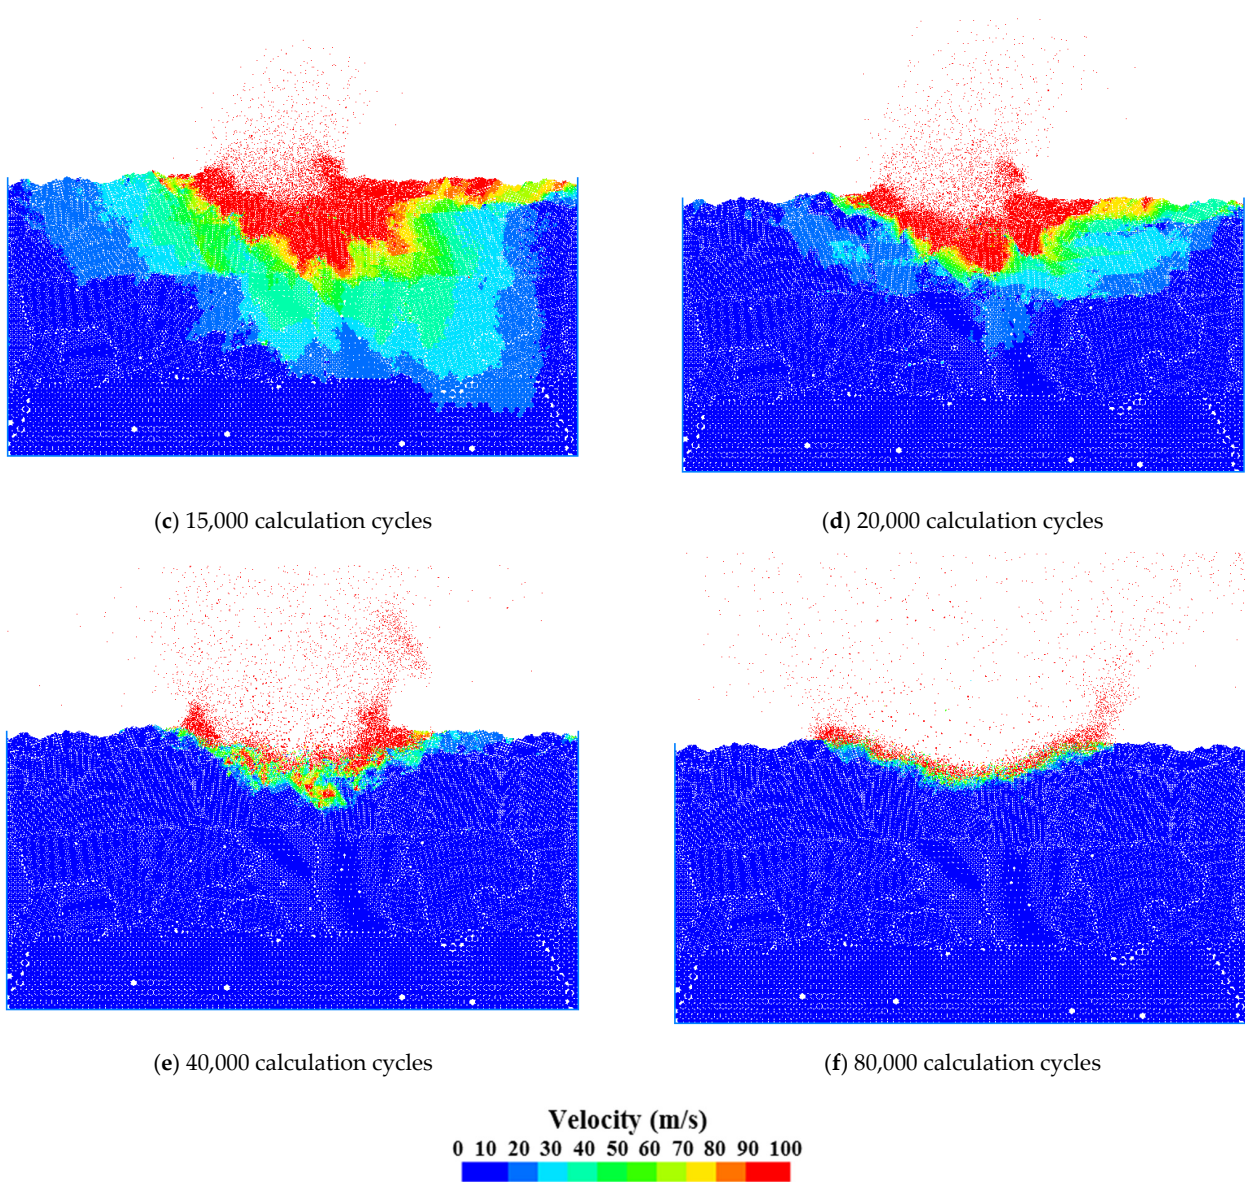 (c) 15,000 calculation cycles
(d) 20,000 calculation cycles
(e) 40,000 calculation cycles
(f) 80,000 calculation cycles
Velocity (m/s)
0 10 20 30 40 50 60 70 80 90 100